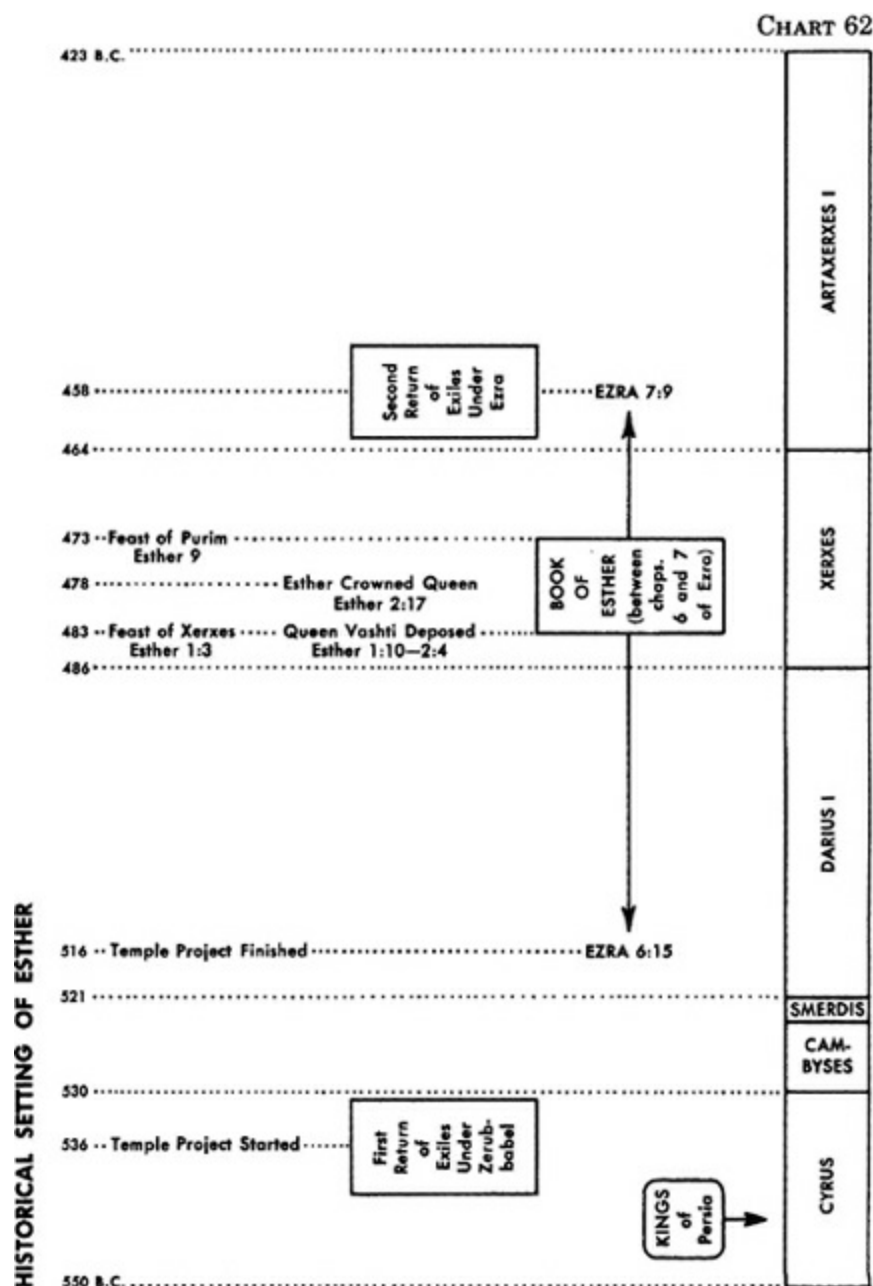 CHART 62
HISTORICAL SETTING OF ESTHER
423 B.C.
ARTAXERXES I
458
Second
Return
of
Exiles
Under
Ezra
EZRA 7:9
464
XERXES
473
Feast of Purim
Esther 9
478
Esther Crowned Queen
Esther 2:17
483
Feast of Xerxes
Esther 1:3
Queen Vashti Deposed
Esther 1:10—2:4
BOOK
OF
ESTHER
(between
chaps.
6 and 7
of Ezra)
486
DARIUS I
516
Temple Project Finished
EZRA 6:15
521
SMERDIS
CAM-
BYSES
530
536
Temple Project Started
First
Return
of
Exiles
Under
Zerub-
babel
CYRUS
KINGS
of
Persia
550 B.C.